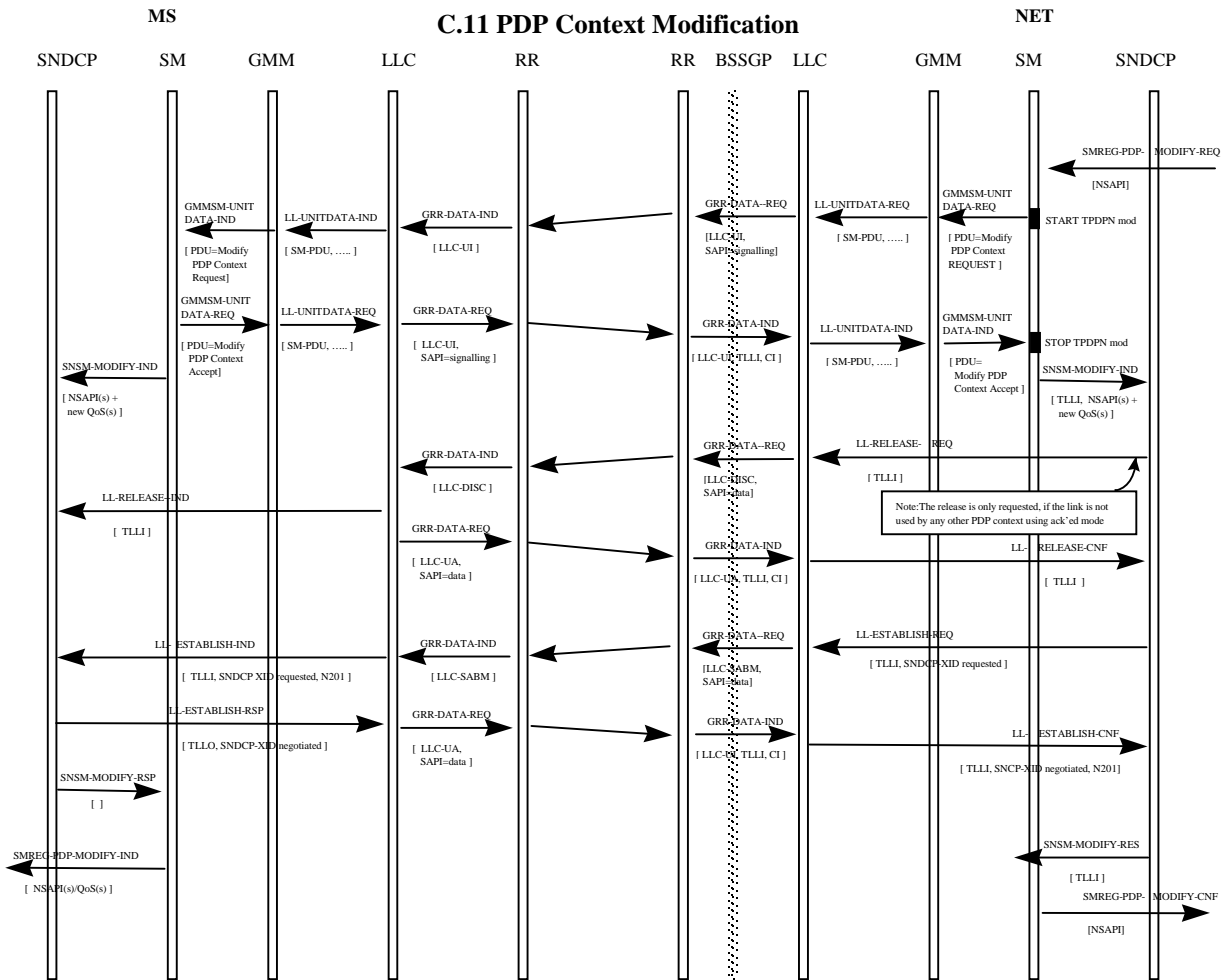 MS
C.11 PDP Context Modification
NET
SNDCP SM GMM LLC RR RR BSSGP LLC GMM SM SNDCP
SMREG-PDP- MODIFY-REQ
[NSAPI]
GMMSM-UNIT
DATA-IND
LL-UNITDATA-IND
GRR-DATA-IND
GRR-DATA--REQ
LL-UNITDATA-REQ
GMMSM-UNIT
DATA-REQ
START TPDPN mod
[ PDU=Modify
PDP Context
Request]
[ SM-PDU, ….. ]
[ LLC-UI ]
[LLC-UI,
SAPI=signalling]
[ SM-PDU, ….. ]
[ PDU=Modify
PDP Context
REQUEST ]
GMMSM-UNIT
DATA-REQ
LL-UNITDATA-REQ
GRR-DATA-REQ
GRR-DATA-IND
LL-UNITDATA-IND
GMMSM-UNIT
DATA-IND
STOP TPDPN mod
[ PDU=Modify
PDP Context
Accept]
[ SM-PDU, ….. ]
[ LLC-UI,
SAPI=signalling ]
[ LLC-UI, TLLI, CI ]
[ SM-PDU, ….. ]
[ PDU=
Modify PDP
Context Accept ]
SNSM-MODIFY-IND
[ NSAPI(s) +
new QoS(s) ]
SNSM-MODIFY-IND
[ TLLI, NSAPI(s) +
new QoS(s) ]
GRR-DATA-IND
GRR-DATA--REQ
LL-RELEASE- REQ
[ LLC-DISC ]
[LLC-DISC,
SAPI=data]
[ TLLI ]
Note:The release is only requested, if the link is not
used by any other PDP context using ack'ed mode
LL-RELEASE--IND
[ TLLI ]
GRR-DATA-REQ
GRR-DATA-IND
LL- RELEASE-CNF
[ LLC-UA,
SAPI=data ]
[ LLC-UA, TLLI, CI ]
[ TLLI ]
LL- ESTABLISH-IND
GRR-DATA-IND
GRR-DATA--REQ
LL-ESTABLISH-REQ
[ TLLI, SNDCP XID requested, N201 ]
[ LLC-SABM ]
[LLC-SABM,
SAPI=data]
[ TLLI, SNDCP-XID requested ]
LL-ESTABLISH-RSP
GRR-DATA-REQ
GRR-DATA-IND
LL- ESTABLISH-CNF
[ TLLO, SNDCP-XID negotiated ]
[ LLC-UA,
SAPI=data ]
[ LLC-UI, TLLI, CI ]
[ TLLI, SNCP-XID negotiated, N201]
SNSM-MODIFY-RSP
[ ]
SMREG-PDP-MODIFY-IND
[ NSAPI(s)/QoS(s) ]
SNSM-MODIFY-RES
[ TLLI ]
SMREG-PDP- MODIFY-CNF
[NSAPI]